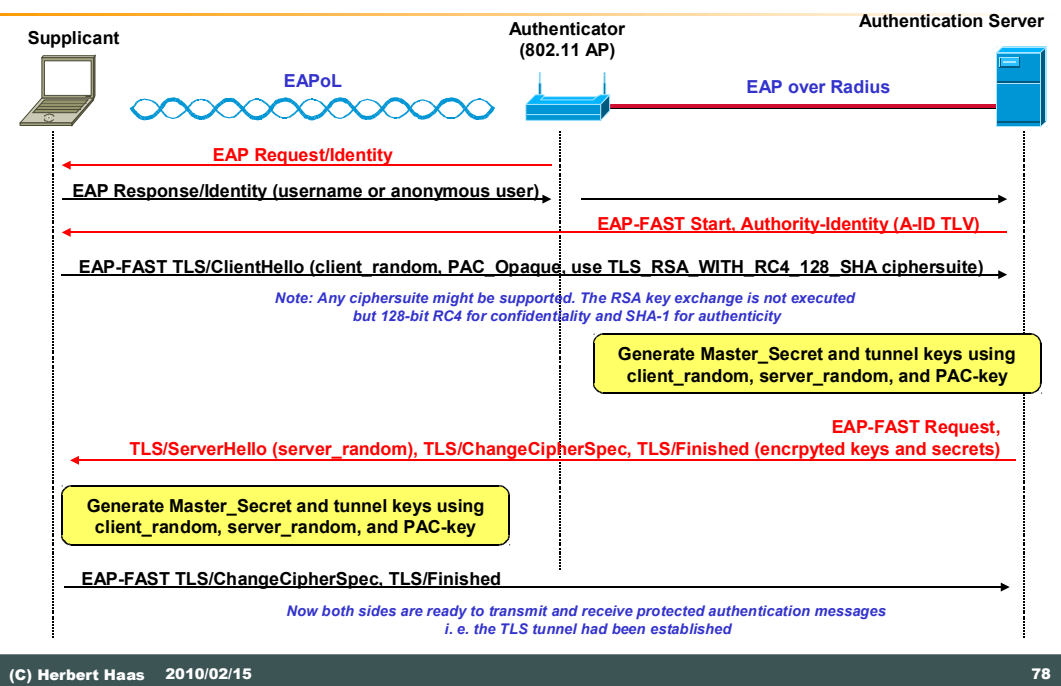 Supplicant
Authenticator
(802.11 AP)
Authentication Server
EAPoL
EAP over Radius
EAP Request/Identity
EAP Response/Identity (username or anonymous user)
EAP-FAST Start, Authority-Identity (A-ID TLV)
EAP-FAST TLS/ClientHello (client_random, PAC_Opaque, use TLS_RSA_WITH_RC4_128_SHA ciphersuite)
Note: Any ciphersuite might be supported. The RSA key exchange is not executed
but 128-bit RC4 for confidentiality and SHA-1 for authenticity
Generate Master_Secret and tunnel keys using
client_random, server_random, and PAC-key
EAP-FAST Request,
TLS/ServerHello (server_random), TLS/ChangeCipherSpec, TLS/Finished (encrpyted keys and secrets)
Generate Master_Secret and tunnel keys using
client_random, server_random, and PAC-key
EAP-FAST TLS/ChangeCipherSpec, TLS/Finished
Now both sides are ready to transmit and receive protected authentication messages
i. e. the TLS tunnel had been established
(C) Herbert Haas 2010/02/15
78